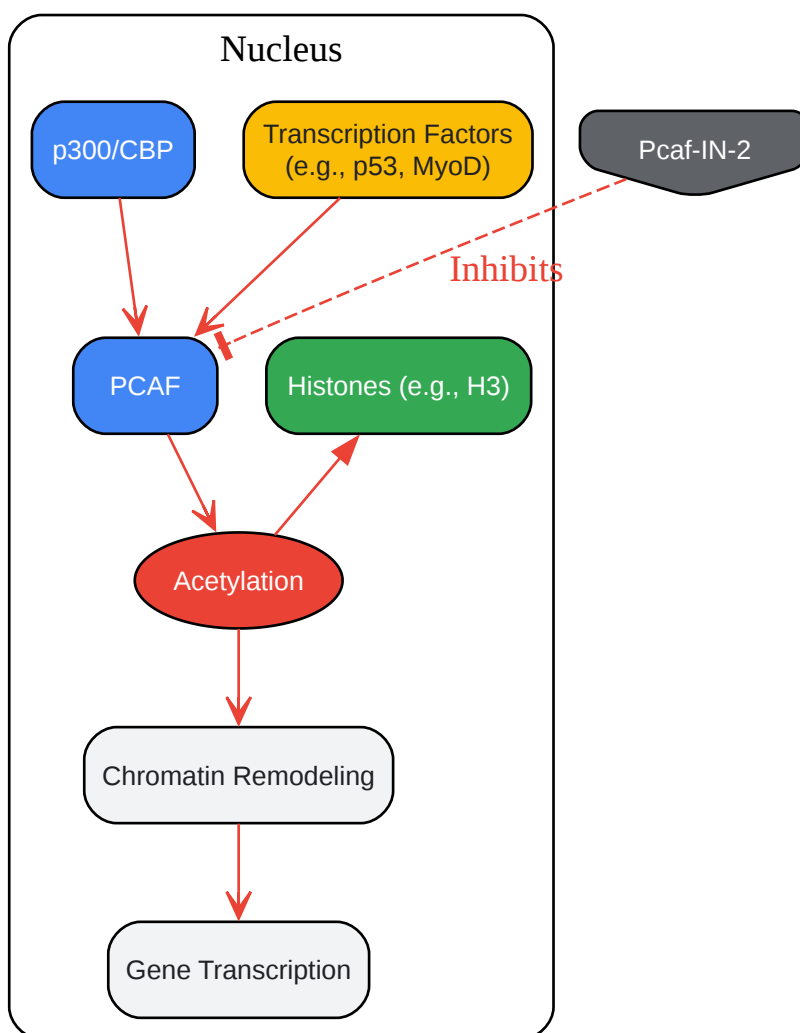 Nucleus
p300/CBP
Transcription Factors
(e.g., p53, MyoD)
Pcaf-IN-2
Inhibits
PCAF
Histones (e.g., H3)
Acetylation
Chromatin Remodeling
Gene Transcription